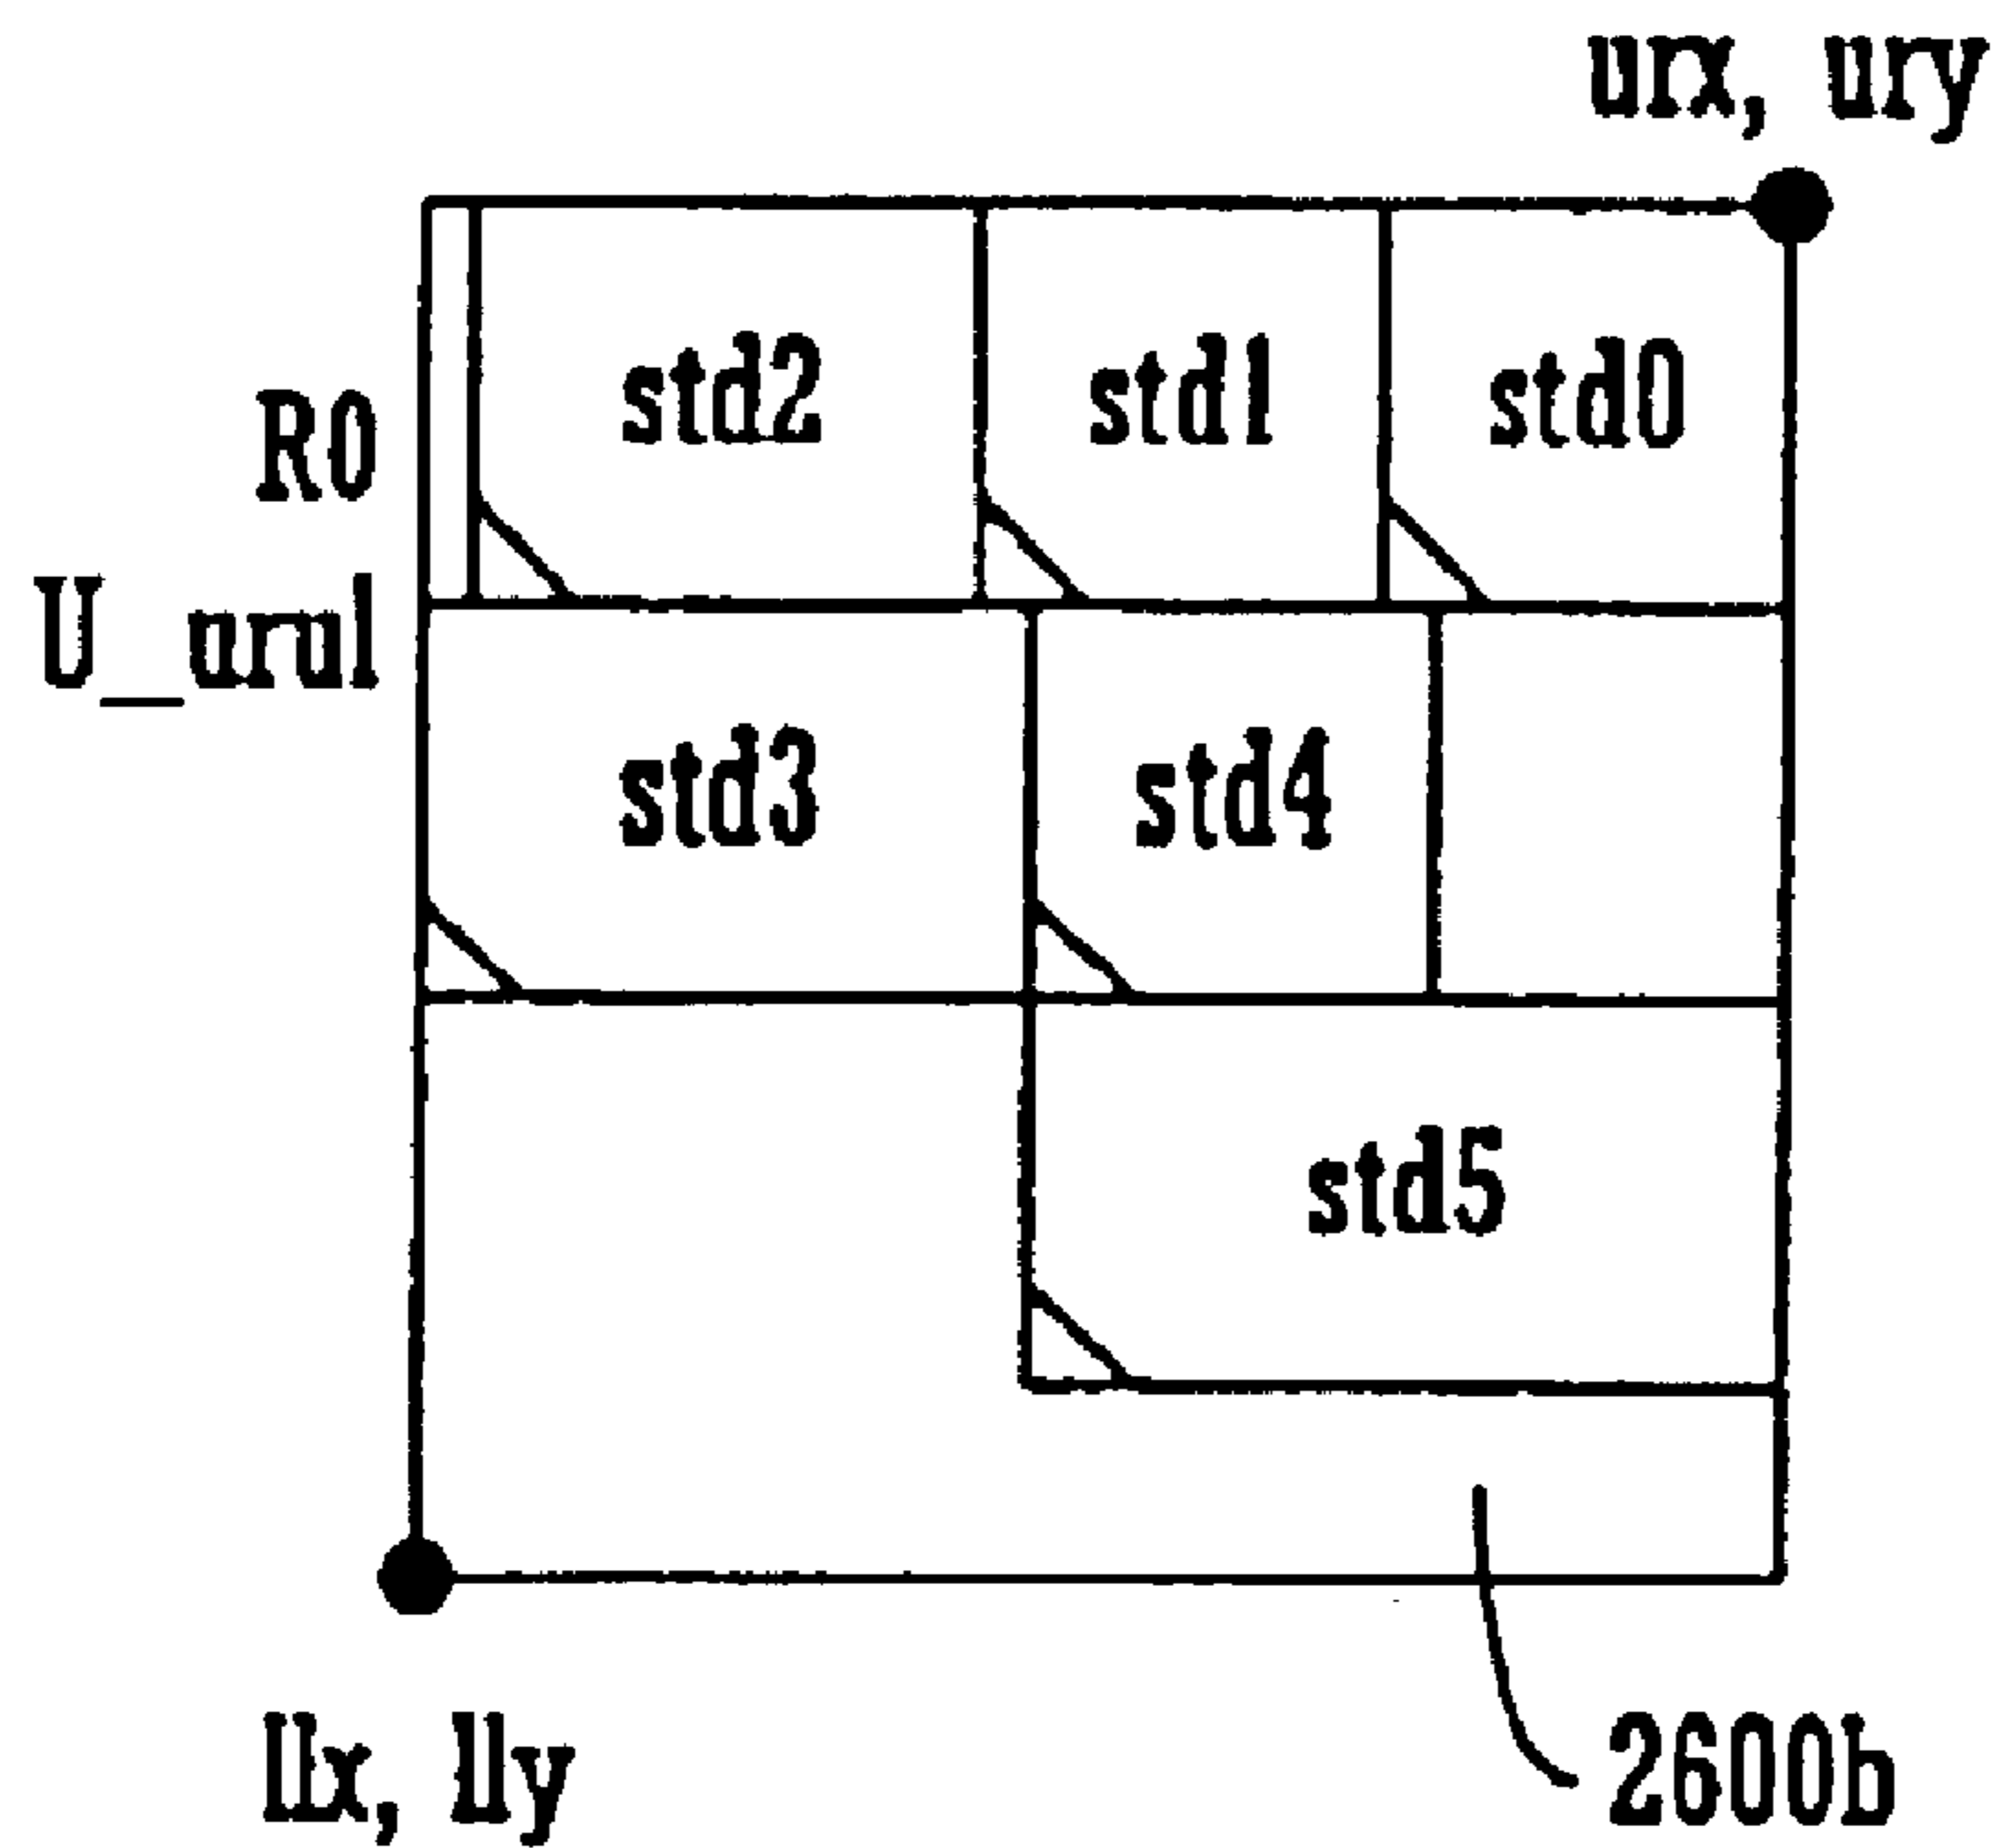 urx, ury
std2 std1 std0
R0
U_urul
std3 std4
std5
llx, lly
2600b